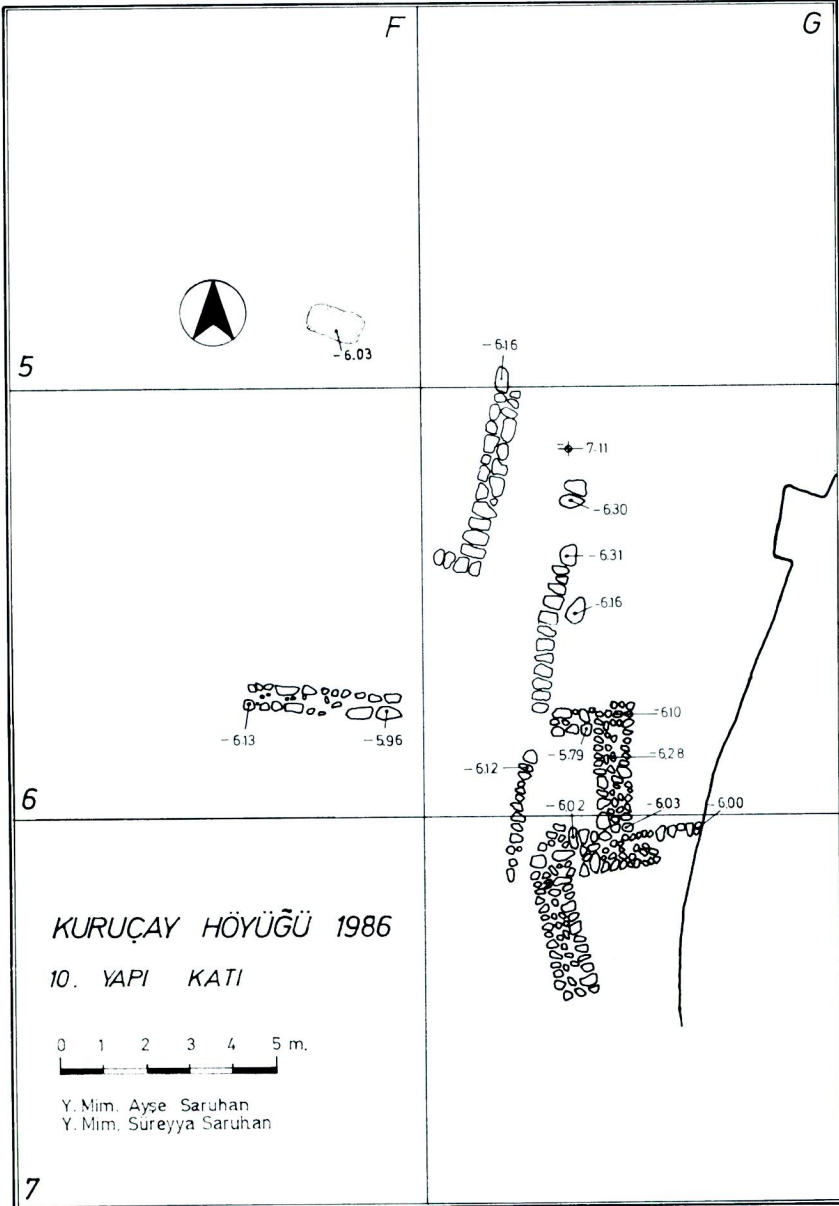 F
G
-6.03
5
-6.16
7.11
-6.30
-6.31
-6.16
-6.13
-5.96
-6.10
-5.79
-6.28
-6.12
-6.02
-6.03
-6.00
6
KURUÇAY HÖYÜĞÜ 1986
10. YAPI KATI
0 1 2 3 4 5 m.
Y. Mim. Ayşe Saruhan
Y. Mim. Süreyya Saruhan
7